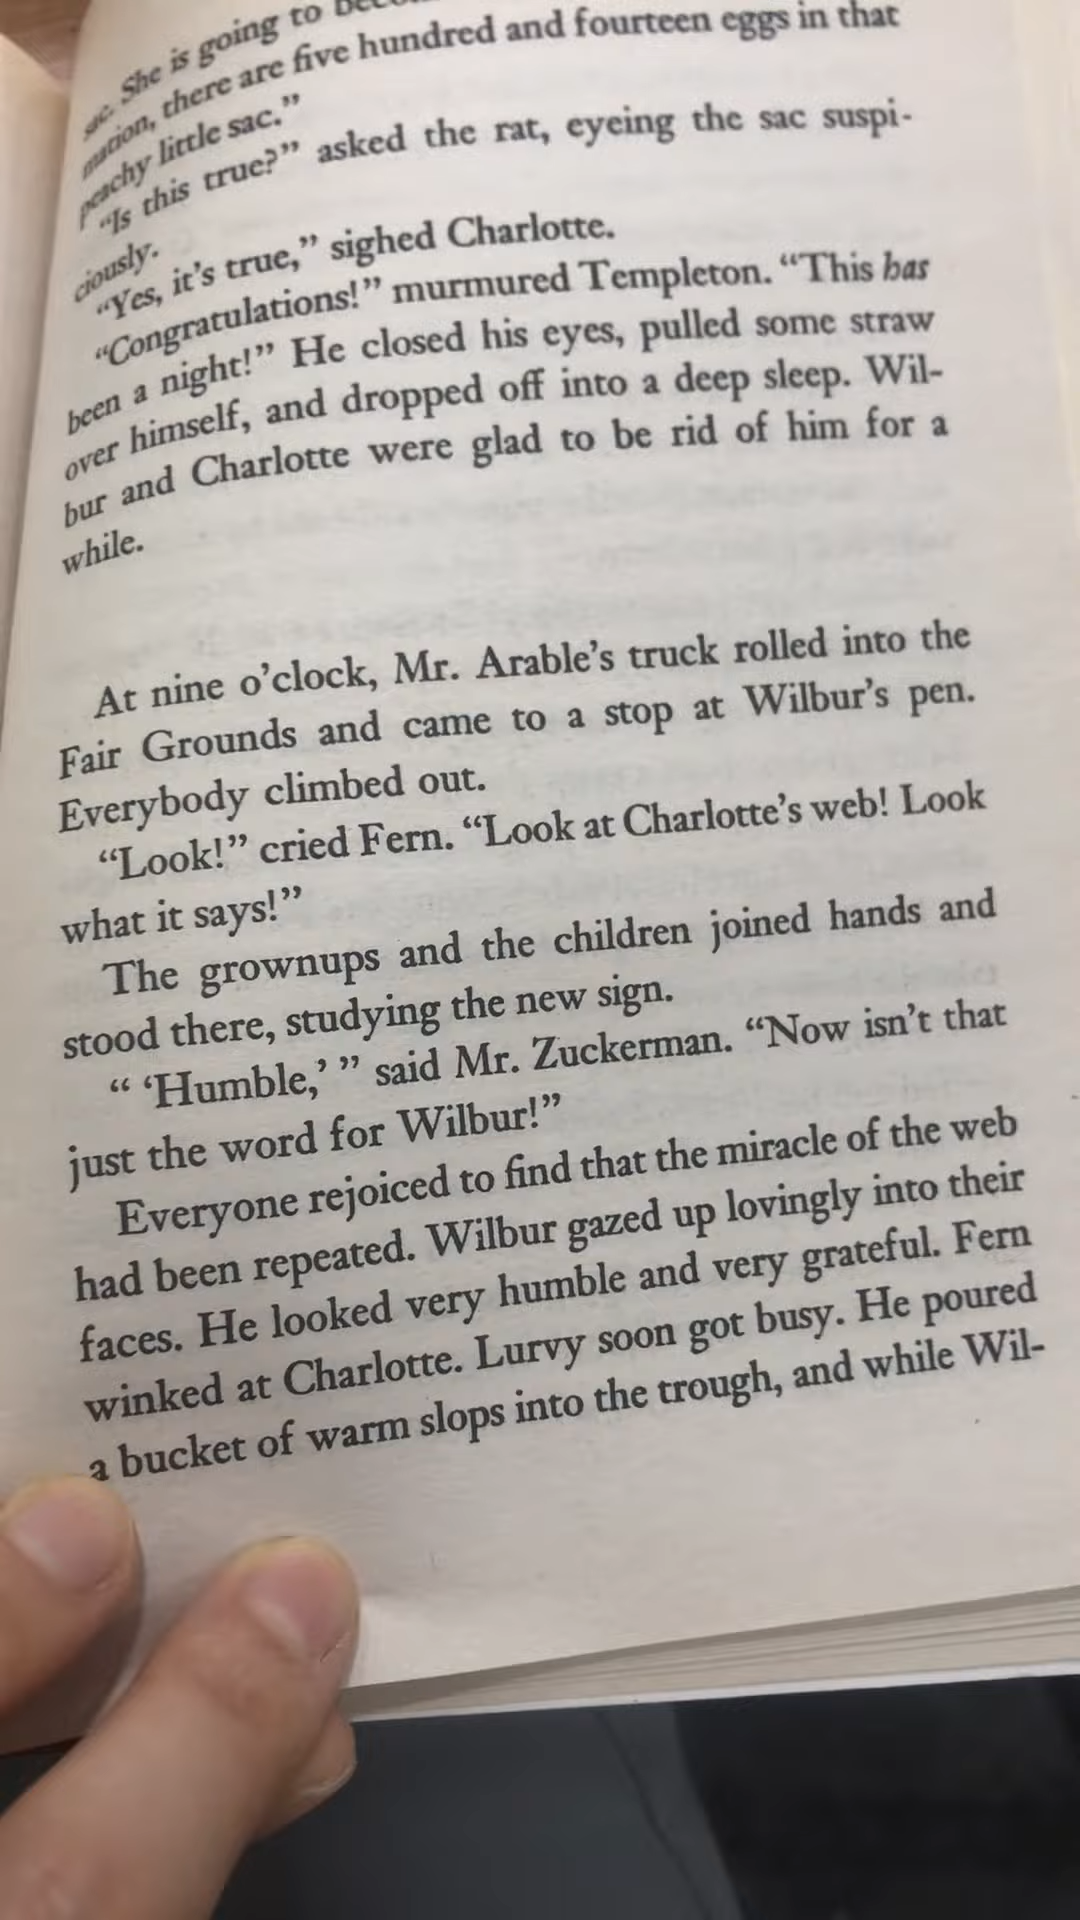 sac. She is going to
mation, there are five hundred and fourteen eggs in that
peachy little sac.”
“Is this true?” asked the rat, eyeing the sac suspi-
ciously.
“Yes, it’s true,” sighed Charlotte.
“Congratulations!” murmured Templeton. “This has
been a night!” He closed his eyes, pulled some straw
over himself, and dropped off into a deep sleep. Wil-
bur and Charlotte were glad to be rid of him for a
while.
At nine o’clock, Mr. Arable’s truck rolled into the
Fair Grounds and came to a stop at Wilbur’s pen.
Everybody climbed out.
“Look!” cried Fern. “Look at Charlotte’s web! Look
what it says!”
The grownups and the children joined hands and
stood there, studying the new sign.
“ ‘Humble,’ ” said Mr. Zuckerman. “Now isn’t that
just the word for Wilbur!”
Everyone rejoiced to find that the miracle of the web
had been repeated. Wilbur gazed up lovingly into their
faces. He looked very humble and very grateful. Fern
winked at Charlotte. Lurvy soon got busy. He poured
a bucket of warm slops into the trough, and while Wil-